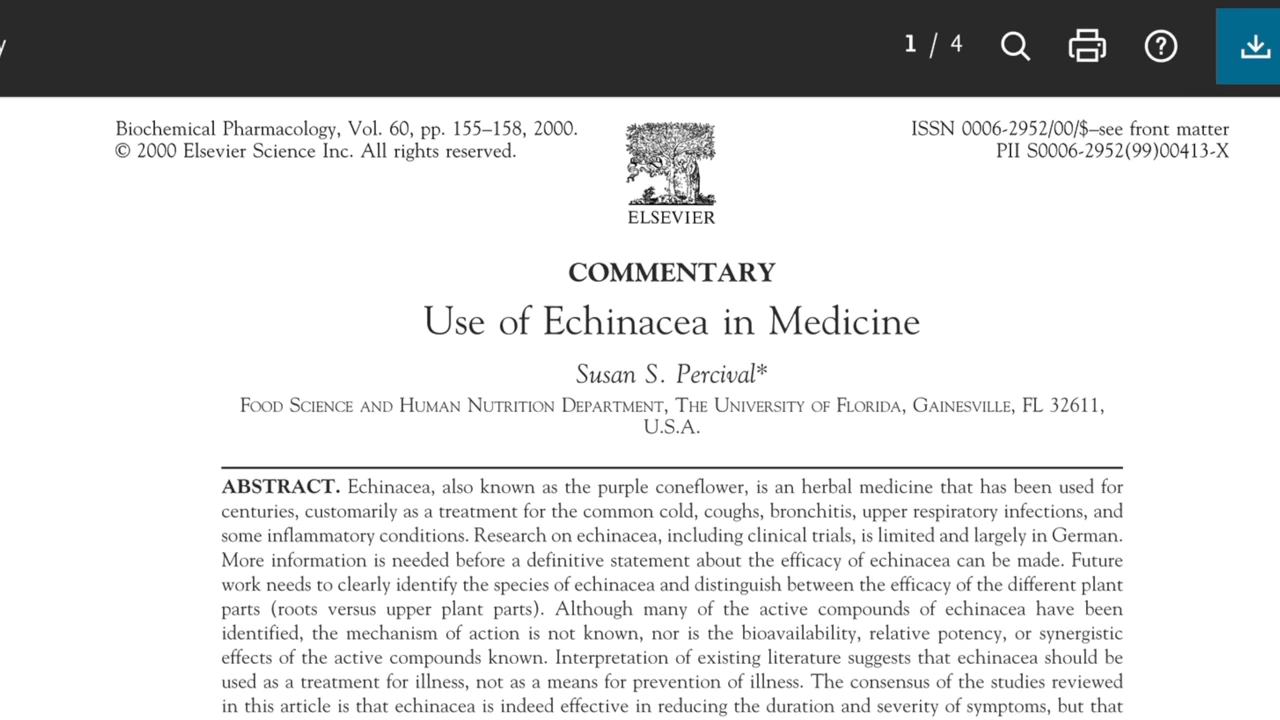 y
1 / 4
Biochemical Pharmacology, Vol. 60, pp. 155–158, 2000.
© 2000 Elsevier Science Inc. All rights reserved.
ISSN 0006-2952/00/$–see front matter
PII S0006-2952(99)00413-X
ELSEVIER
COMMENTARY
Use of Echinacea in Medicine
Susan S. Percival*
FOOD SCIENCE AND HUMAN NUTRITION DEPARTMENT, THE UNIVERSITY OF FLORIDA, GAINESVILLE, FL 32611,
U.S.A.
ABSTRACT. Echinacea, also known as the purple coneflower, is an herbal medicine that has been used for
centuries, customarily as a treatment for the common cold, coughs, bronchitis, upper respiratory infections, and
some inflammatory conditions. Research on echinacea, including clinical trials, is limited and largely in German.
More information is needed before a definitive statement about the efficacy of echinacea can be made. Future
work needs to clearly identify the species of echinacea and distinguish between the efficacy of the different plant
parts (roots versus upper plant parts). Although many of the active compounds of echinacea have been
identified, the mechanism of action is not known, nor is the bioavailability, relative potency, or synergistic
effects of the active compounds known. Interpretation of existing literature suggests that echinacea should be
used as a treatment for illness, not as a means for prevention of illness. The consensus of the studies reviewed
in this article is that echinacea is indeed effective in reducing the duration and severity of symptoms, but that